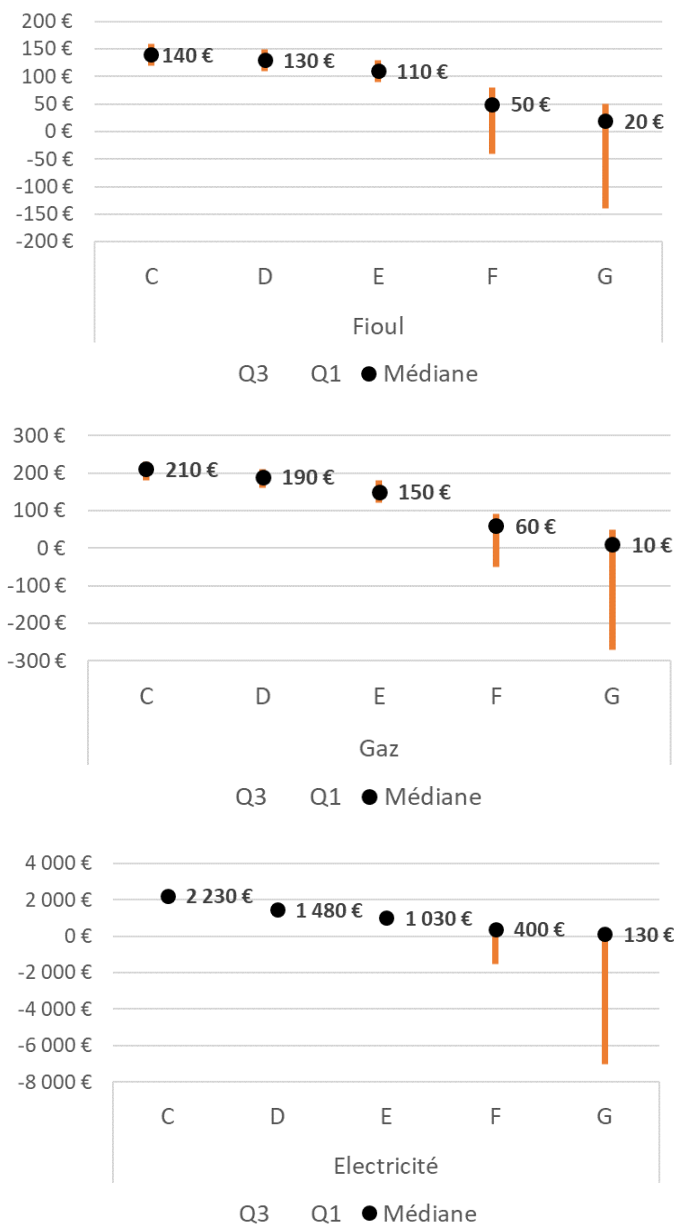 200 €
150 €
100 €
50 €
0 €
-50 €
-100 €
-150 €
-200 €
140 €
130 €
110 €
50 €
20 €
C D E F G
Fioul
Q3 Q1 Médiane
300 €
200 €
100 €
0 €
-100 €
-200 €
-300 €
210 €
190 €
150 €
60 €
10 €
C D E F G
Gaz
Q3 Q1 Médiane
4 000 €
2 000 €
0 €
-2 000 €
-4 000 €
-6 000 €
-8 000 €
2 230 €
1 480 €
1 030 €
400 €
130 €
C D E F G
Electricité
Q3 Q1 Médiane